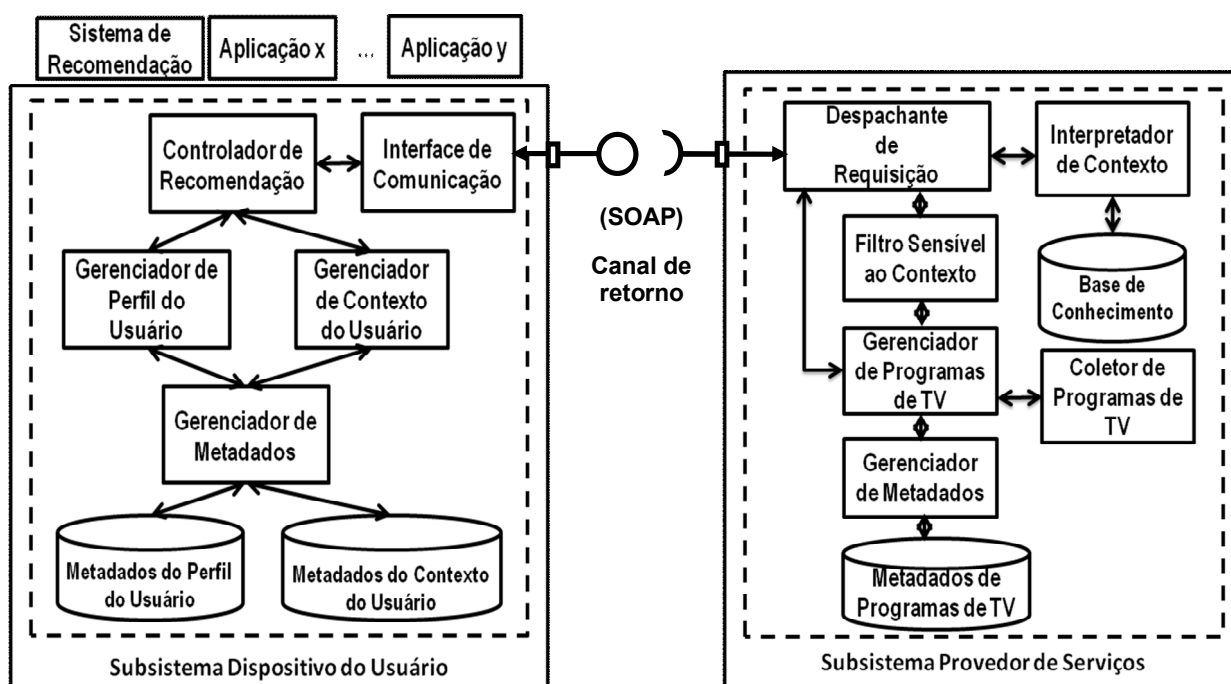 Sistema de
Recomendação
Aplicação x
...
Aplicação y
Controlador de
Recomendação
Interface de
Comunicação
Gerenciador de
Perfil do
Usuário
Gerenciador
de Contexto
do Usuário
Gerenciador de
Metadados
Metadados do Perfil
do Usuário
Metadados do Contexto
do Usuário
Subsistema Dispositivo do Usuário
(SOAP)
Canal de
retorno
Despachante
de
Requisição
Interpretador
de Contexto
Filtro Sensível
ao Contexto
Base de
Conhecimento
Gerenciador
de Programas
de TV
Coletor de
Programas de
TV
Gerenciador
de Metadados
Metadados de
Programas de TV
Subsistema Provedor de Serviços